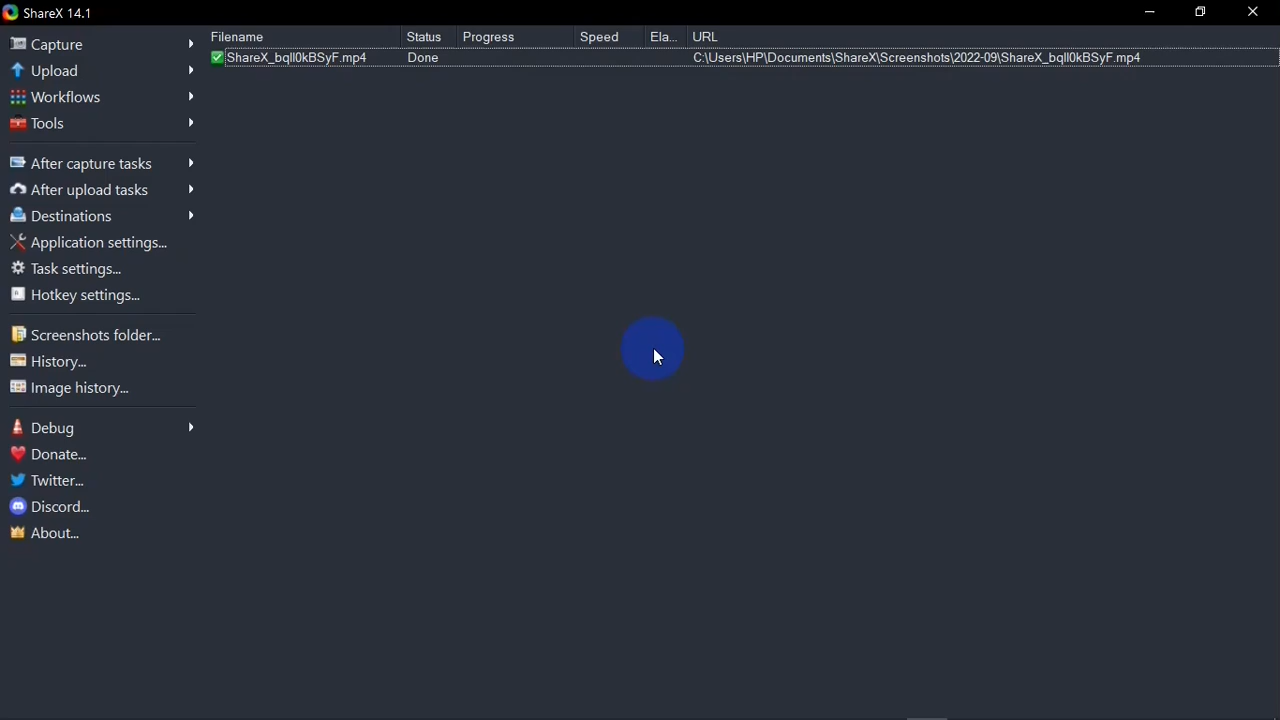 ShareX 14.1
Filename Status Progress Speed Ela... URL
ShareX_bqll0kBSyF.mp4 Done C:\Users\HP\Documents\ShareX\Screenshots\2022-09\ShareX_bqll0kBSyF.mp4
Capture
Upload
Workflows
Tools
After capture tasks
After upload tasks
Destinations
Application settings...
Task settings...
Hotkey settings...
Screenshots folder...
History...
Image history...
Debug
Donate...
Twitter...
Discord...
About...